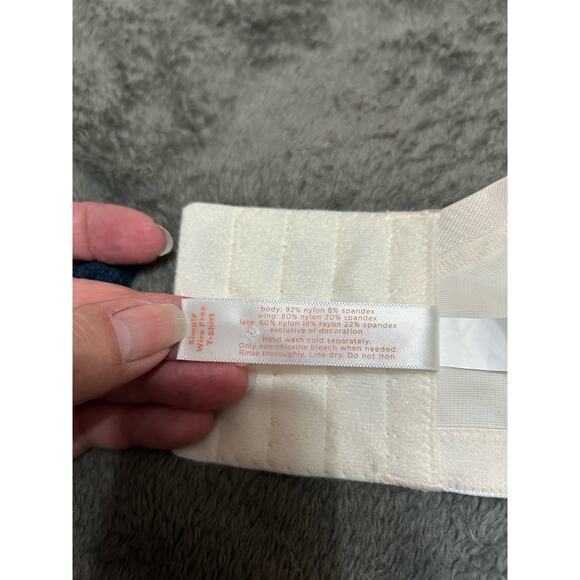 Simply
Wire Free
T-Shirt
body: 92% nylon 8% spandex
wing: 80% nylon 20% spandex
lace: 60% nylon 18% rayon 22% spandex
exclusive of decoration
Hand wash cold separately.
Only non-chlorine bleach when needed.
Rinse thoroughly. Line dry. Do not iron.